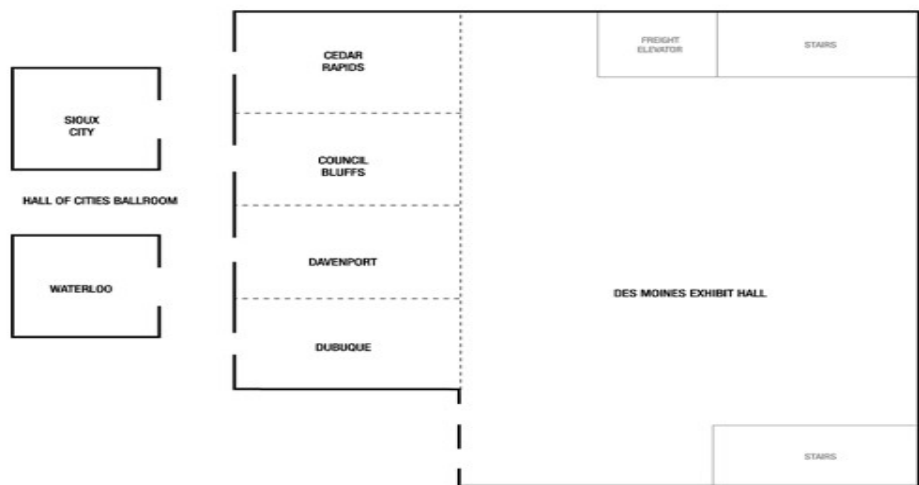 FREIGHT
ELEVATOR
STAIRS
CEDAR
RAPIDS
SIOUX
CITY
COUNCIL
BLUFFS
HALL OF CITIES BALLROOM
DAVENPORT
WATERLOO
DES MOINES EXHIBIT HALL
DUBUQUE
STAIRS